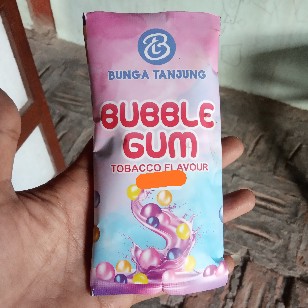 BUNGA TANJUNG
BUBBLE
GUM
TOBACCO FLAVOUR